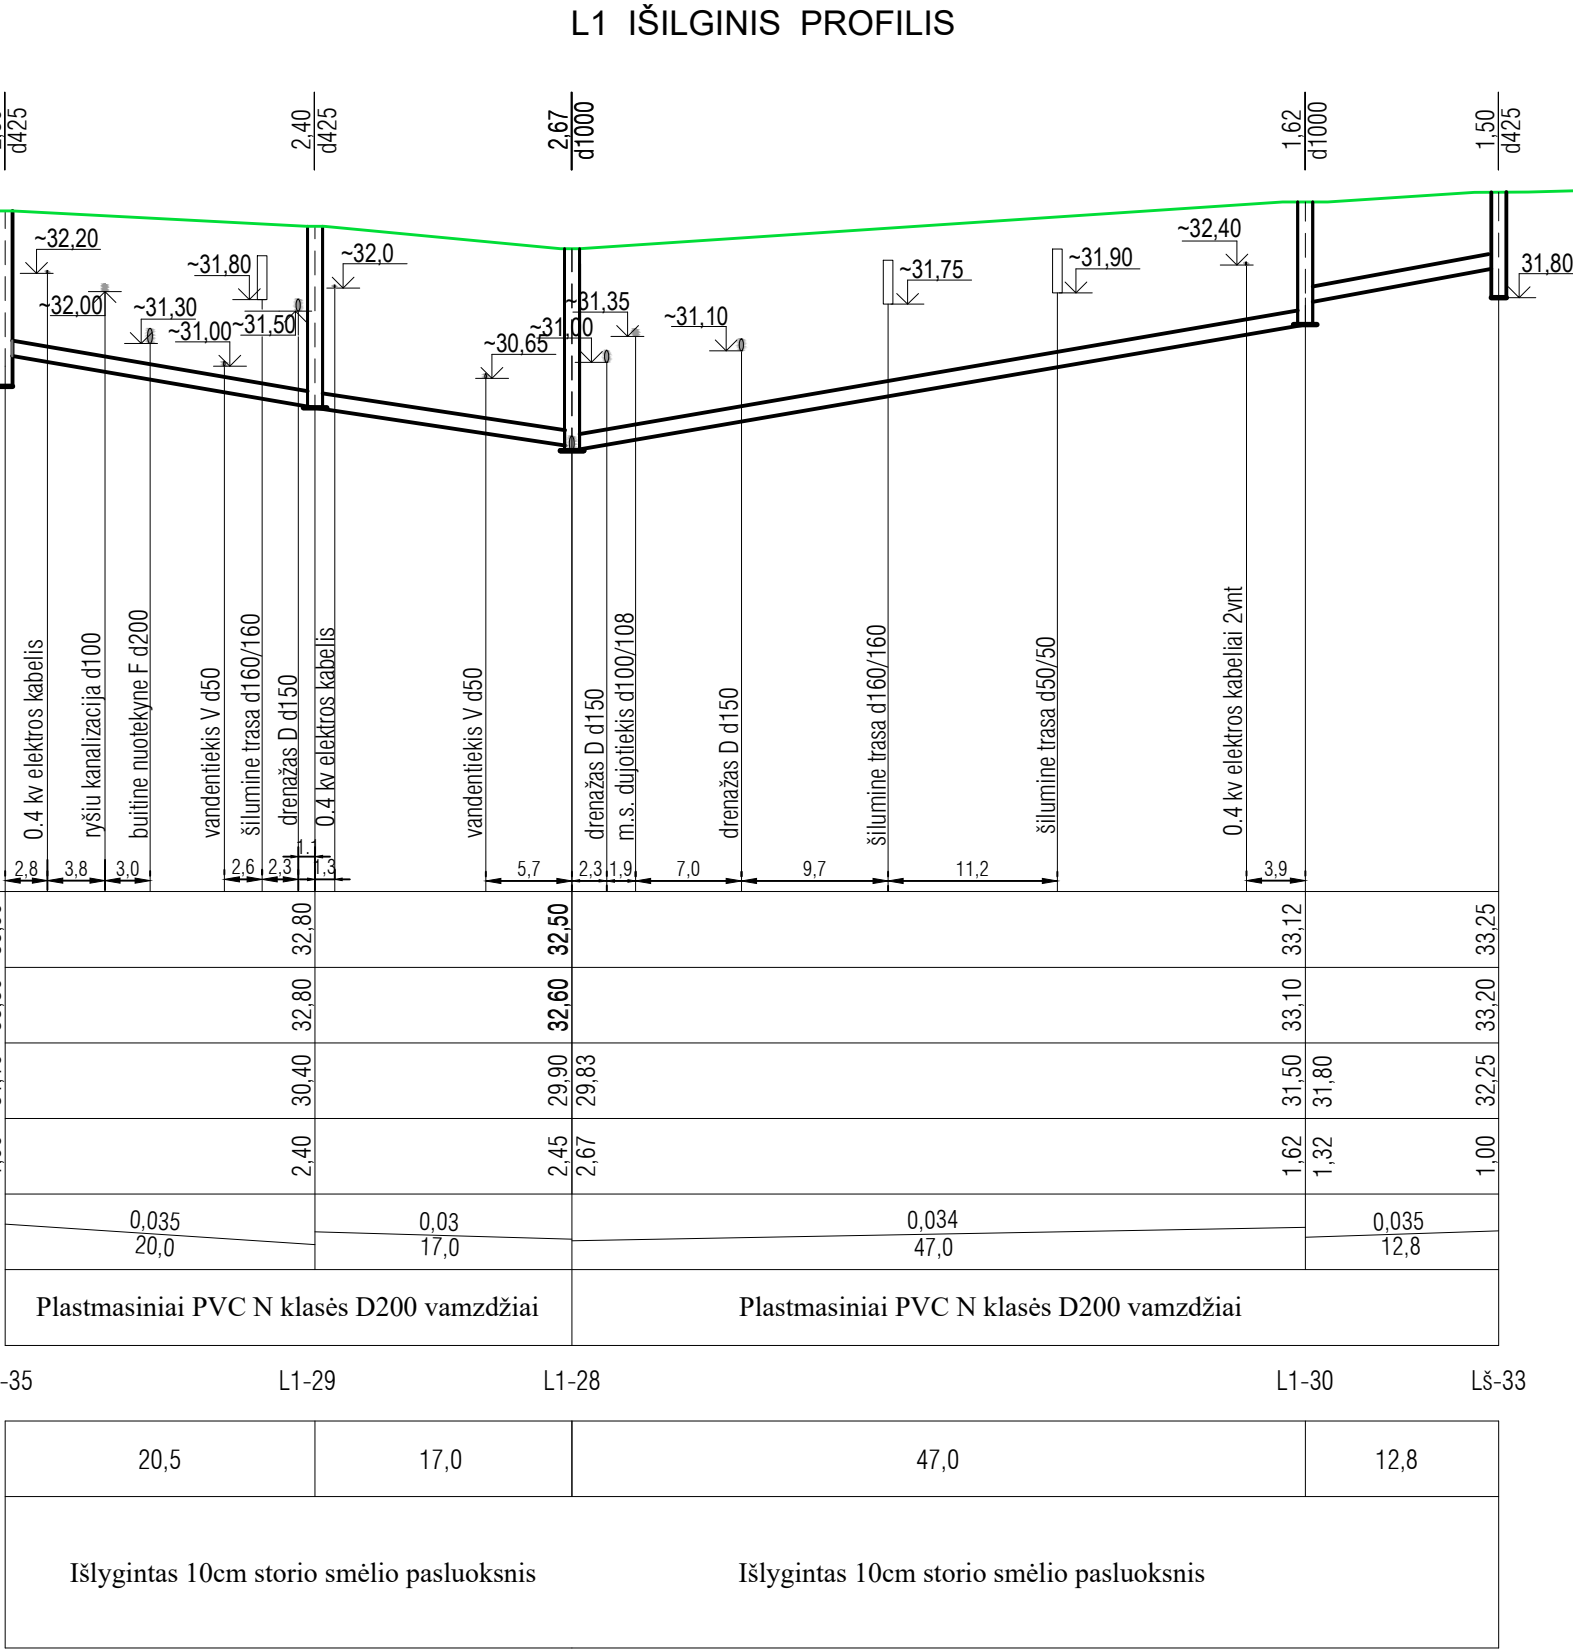 L1 IŠILGINIS PROFILIS
d425
2,40
d425
2,67
d1000
1,62
d1000
1,50
d425
~32,20
~32,00
~31,30
~31,00
~31,80
~31,50
~32,0
~30,65
~31,00
~31,35
~31,10
~31,75
~31,90
~32,40
31,80
0.4 kv elektros kabelis
ryšiu kanalizacija d100
buitine nuotekyne F d200
vandentiekis V d50
šilumine trasa d160/160
drenažas D d150
0.4 kv elektros kabelis
vandentiekis V d50
drenažas D d150
m.s. dujotiekis d100/108
drenažas D d150
šilumine trasa d160/160
šilumine trasa d50/50
0.4 kv elektros kabeliai 2vnt
2,8
3,8
3,0
2,6
2,3
1.1
1,3
5,7
2,3
1,9
7,0
9,7
11,2
3,9
32,80
32,50
33,12
33,25
32,80
32,60
33,10
33,20
30,40
29,90
29,83
31,50
31,80
32,25
2,40
2,45
2,67
1,62
1,32
1,00
0,035
20,0
0,03
17,0
0,034
47,0
0,035
12,8
Plastmasiniai PVC N klasės D200 vamzdžiai
Plastmasiniai PVC N klasės D200 vamzdžiai
-35
L1-29
L1-28
L1-30
Lš-33
20,5
17,0
47,0
12,8
Išlygintas 10cm storio smėlio pasluoksnis
Išlygintas 10cm storio smėlio pasluoksnis